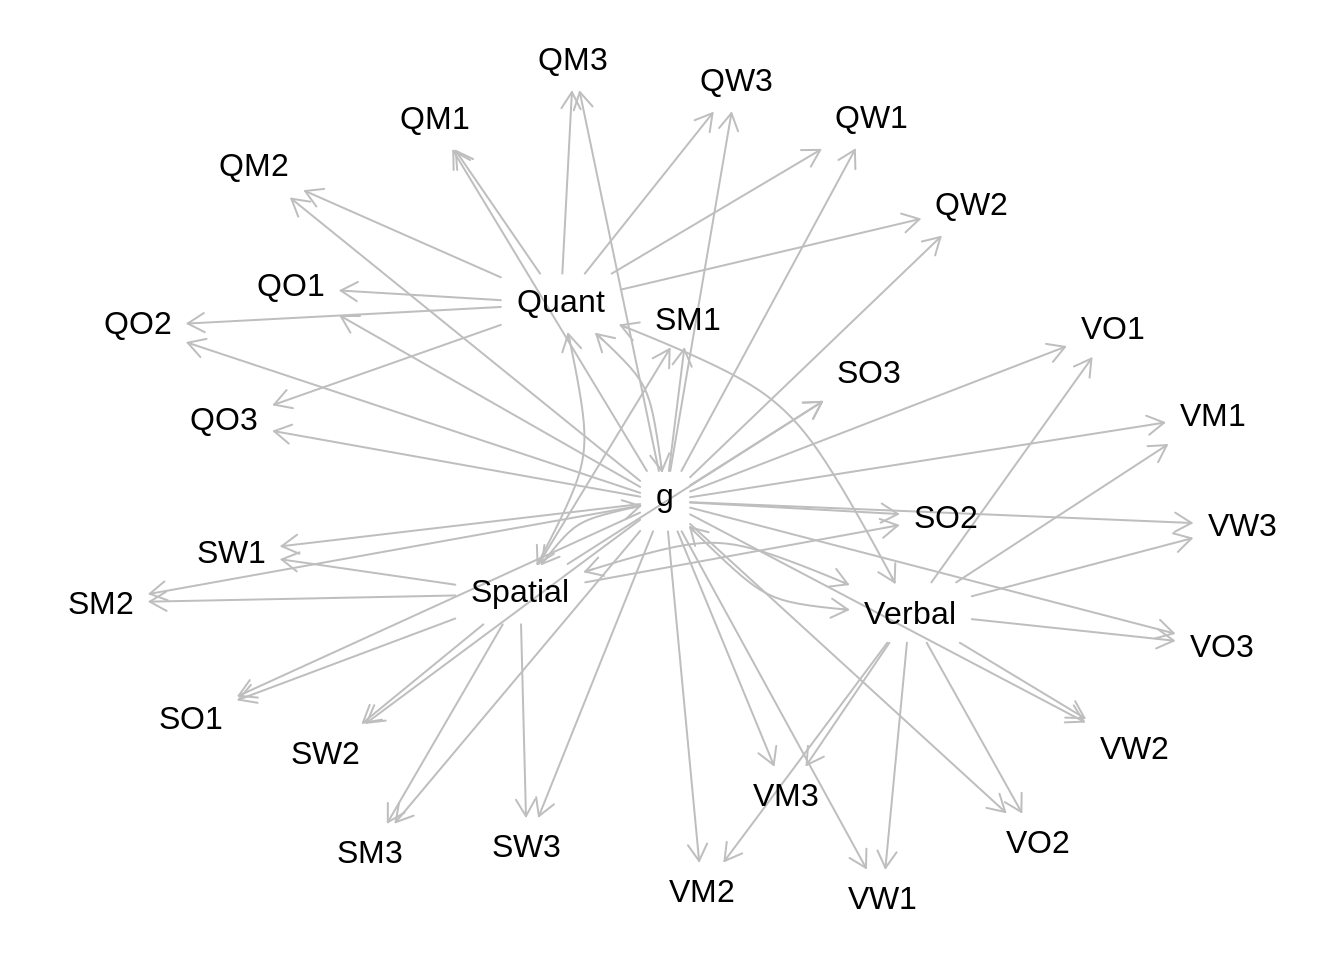 QM3
QW3
QM1
QW1
QM2
QW2
QO1
Quant
SM1
QO2
VO1
SO3
QO3
VM1
g
SO2
VW3
SW1
Spatial
SM2
Verbal
VO3
SO1
VW2
SW2
VM3
VO2
SW3
SM3
VM2
VW1